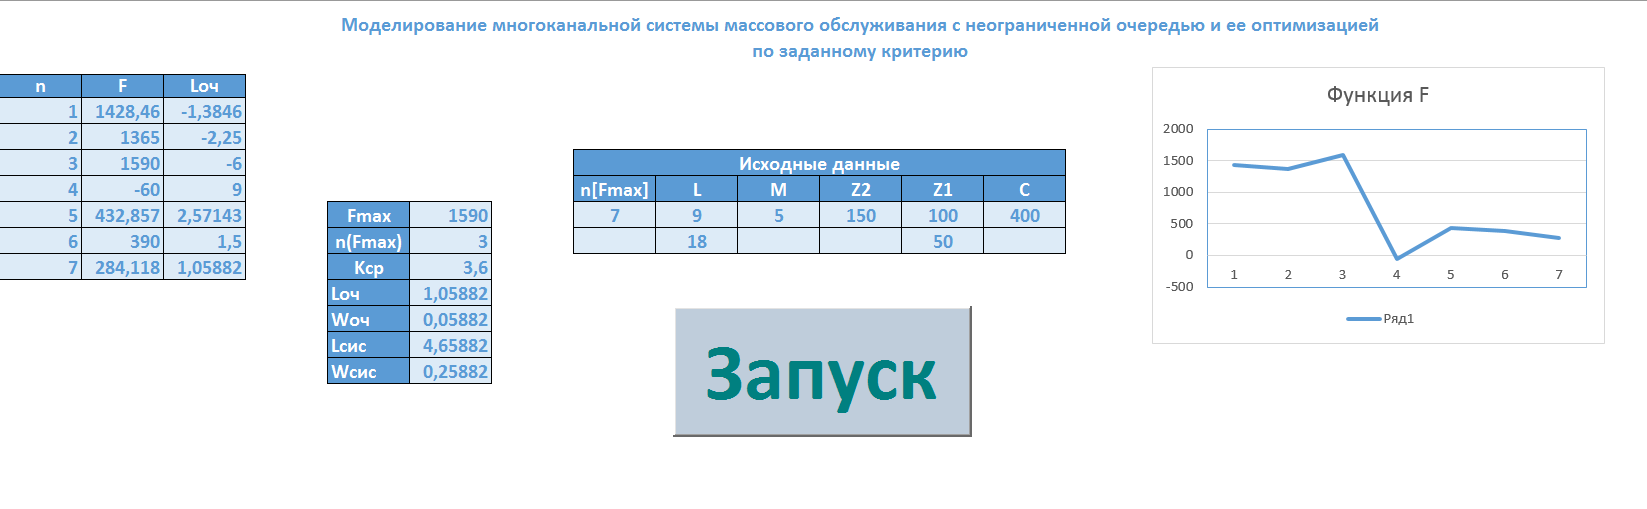 Моделирование многоканальной системы массового обслуживания с неограниченной очередью и ее оптимизацией
по заданному критерию
n F Lоч
1 1428,46 -1,3846
2 1365 -2,25
3 1590 -6
4 -60 9
5 432,857 2,57143
6 390 1,5
7 284,118 1,05882
Fmax 1590
n(Fmax) 3
Кср 3,6
Lоч 1,05882
Wоч 0,05882
Lсис 4,65882
Wсис 0,25882
Исходные данные
n[Fmax] L M Z2 Z1 C
7 9 5 150 100 400
18 50
Запуск
Функция F
2000
1500
1000
500
0
-500
1 2 3 4 5 6 7
Ряд1